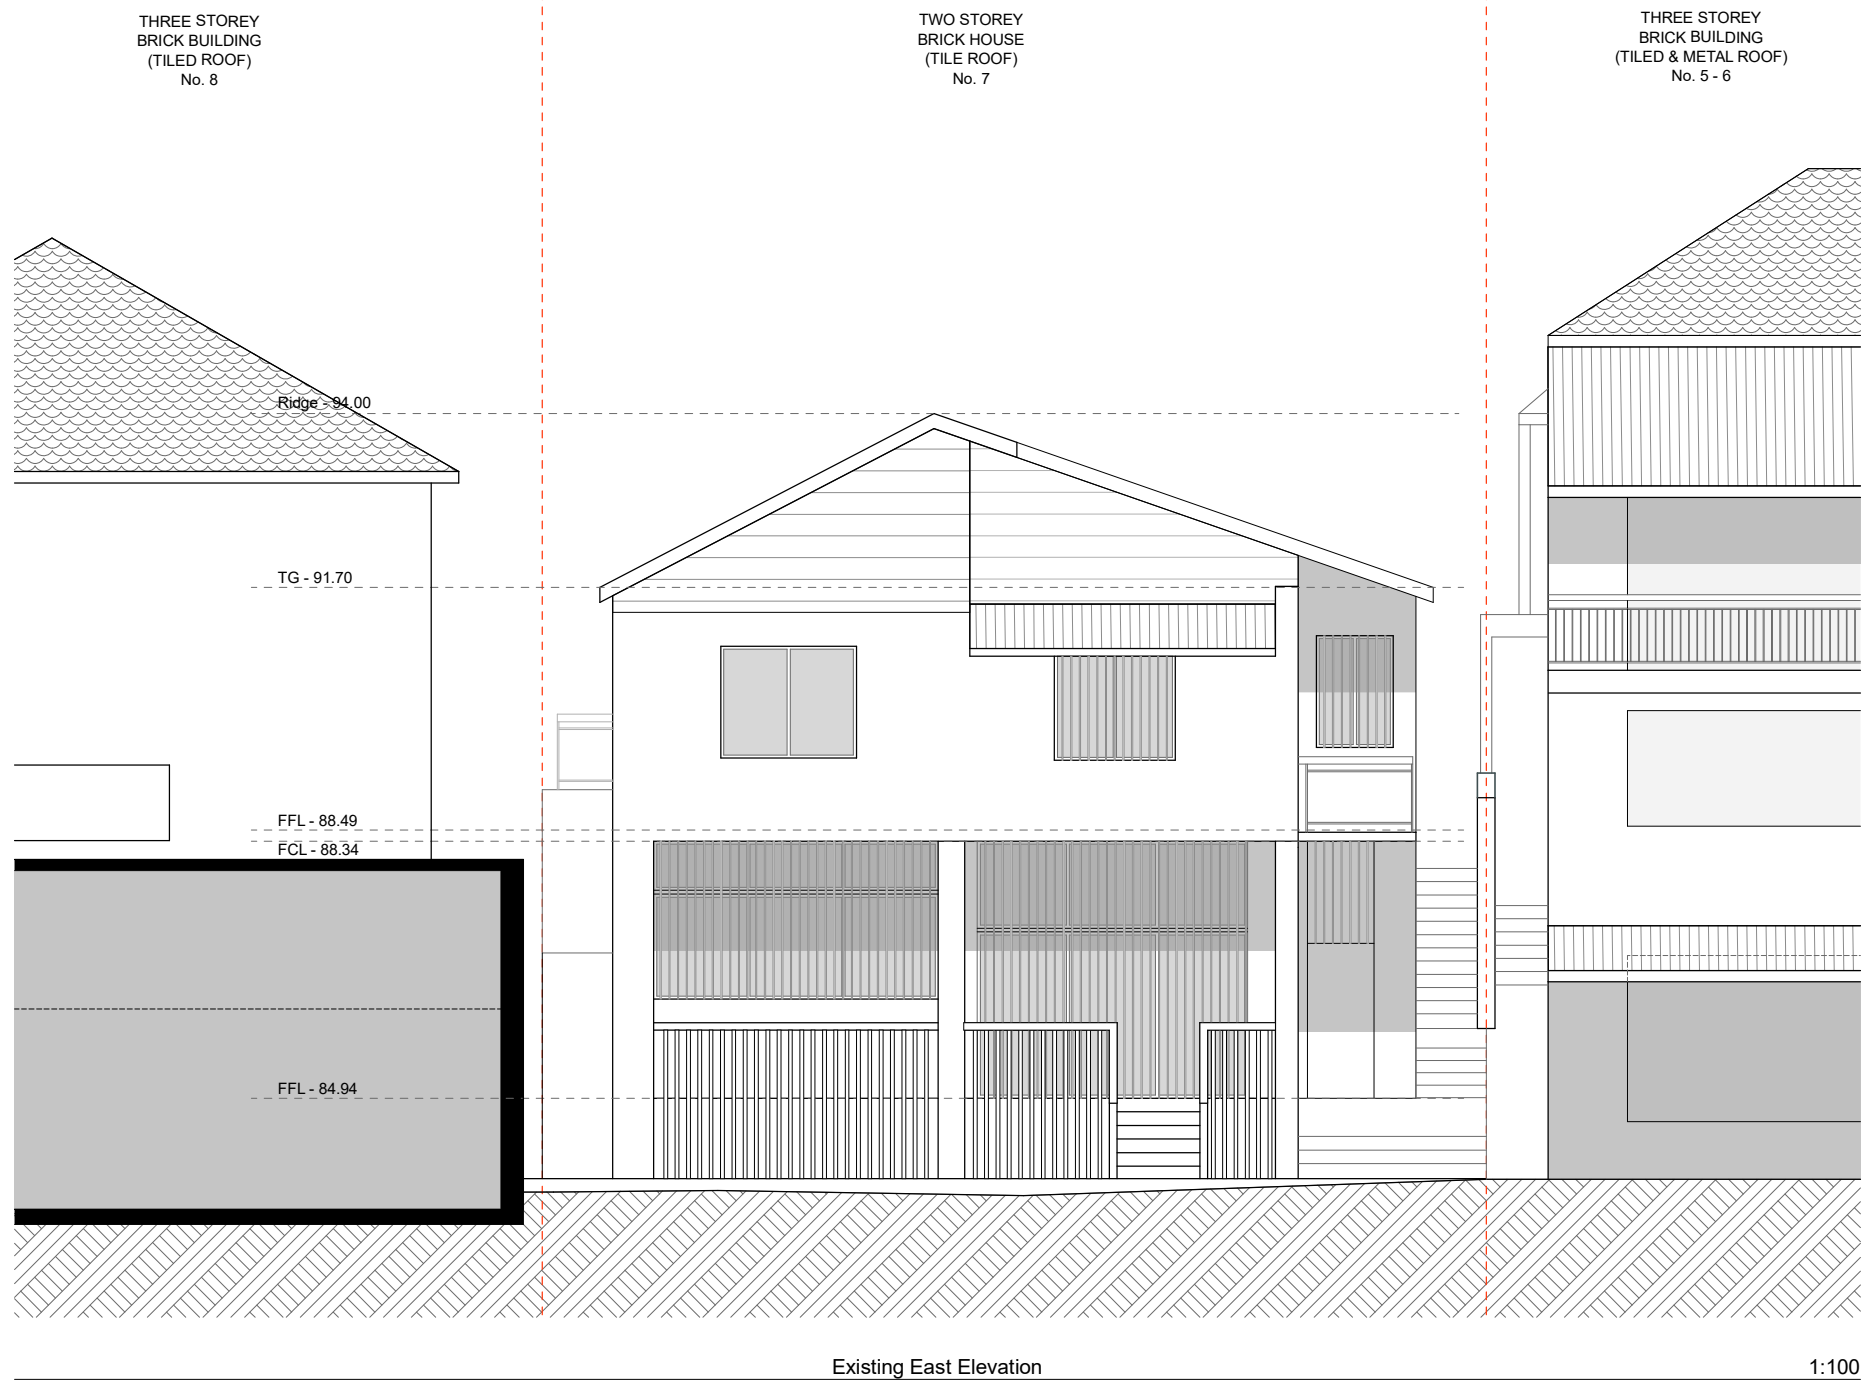 THREE STOREY
BRICK BUILDING
(TILED ROOF)
No. 8
TWO STOREY
BRICK HOUSE
(TILE ROOF)
No. 7
THREE STOREY
BRICK BUILDING
(TILED & METAL ROOF)
No. 5 - 6
Ridge - 94.00
TG - 91.70
FFL - 88.49
FCL - 88.34
FFL - 84.94
Existing East Elevation
1:100